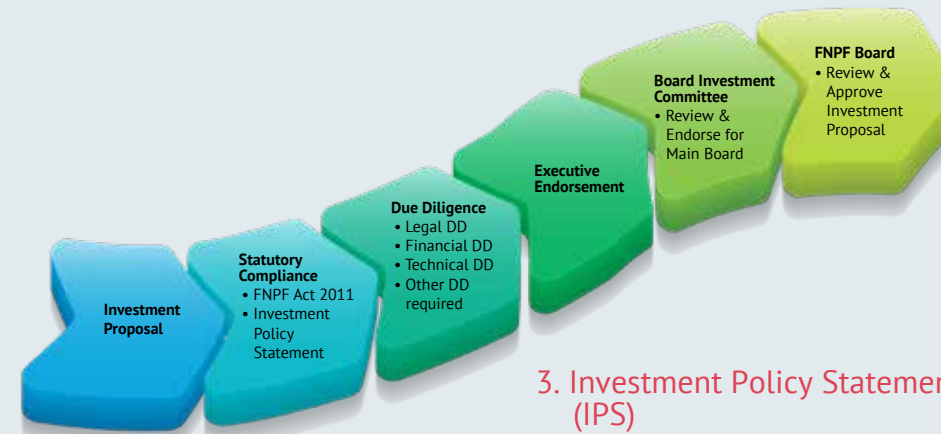 Investment
Proposal
Statutory
Compliance
• FNPF Act 2011
• Investment
Policy
Statement
Due Diligence
• Legal DD
• Financial DD
• Technical DD
• Other DD
required
Executive
Endorsement
Board Investment
Committee
• Review &
Endorse for
Main Board
FNPF Board
• Review &
Approve
Investment
Proposal
3. Investment Policy Statemen
(IPS)